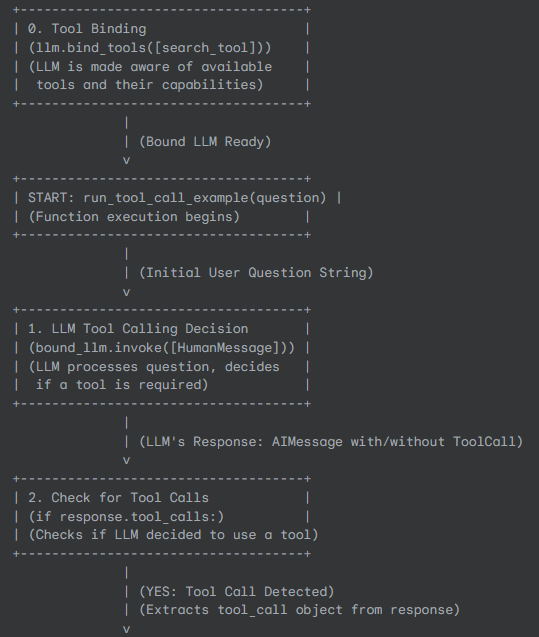 +------------------------------------+
| 0. Tool Binding                    |
| (llm.bind_tools([search_tool]))    |
| (LLM is made aware of available    |
|  tools and their capabilities)     |
+------------------------------------+
              |
              | (Bound LLM Ready)
              v
+------------------------------------+
| START: run_tool_call_example(question) |
| (Function execution begins)        |
+------------------------------------+
              |
              | (Initial User Question String)
              v
+------------------------------------+
| 1. LLM Tool Calling Decision       |
| (bound_llm.invoke([HumanMessage])) |
| (LLM processes question, decides   |
|  if a tool is required)            |
+------------------------------------+
              |
              | (LLM's Response: AIMessage with/without ToolCall)
              v
+------------------------------------+
| 2. Check for Tool Calls            |
| (if response.tool_calls:)          |
| (Checks if LLM decided to use a tool)
+------------------------------------+
              |
              | (YES: Tool Call Detected)
              | (Extracts tool_call object from response)
              v